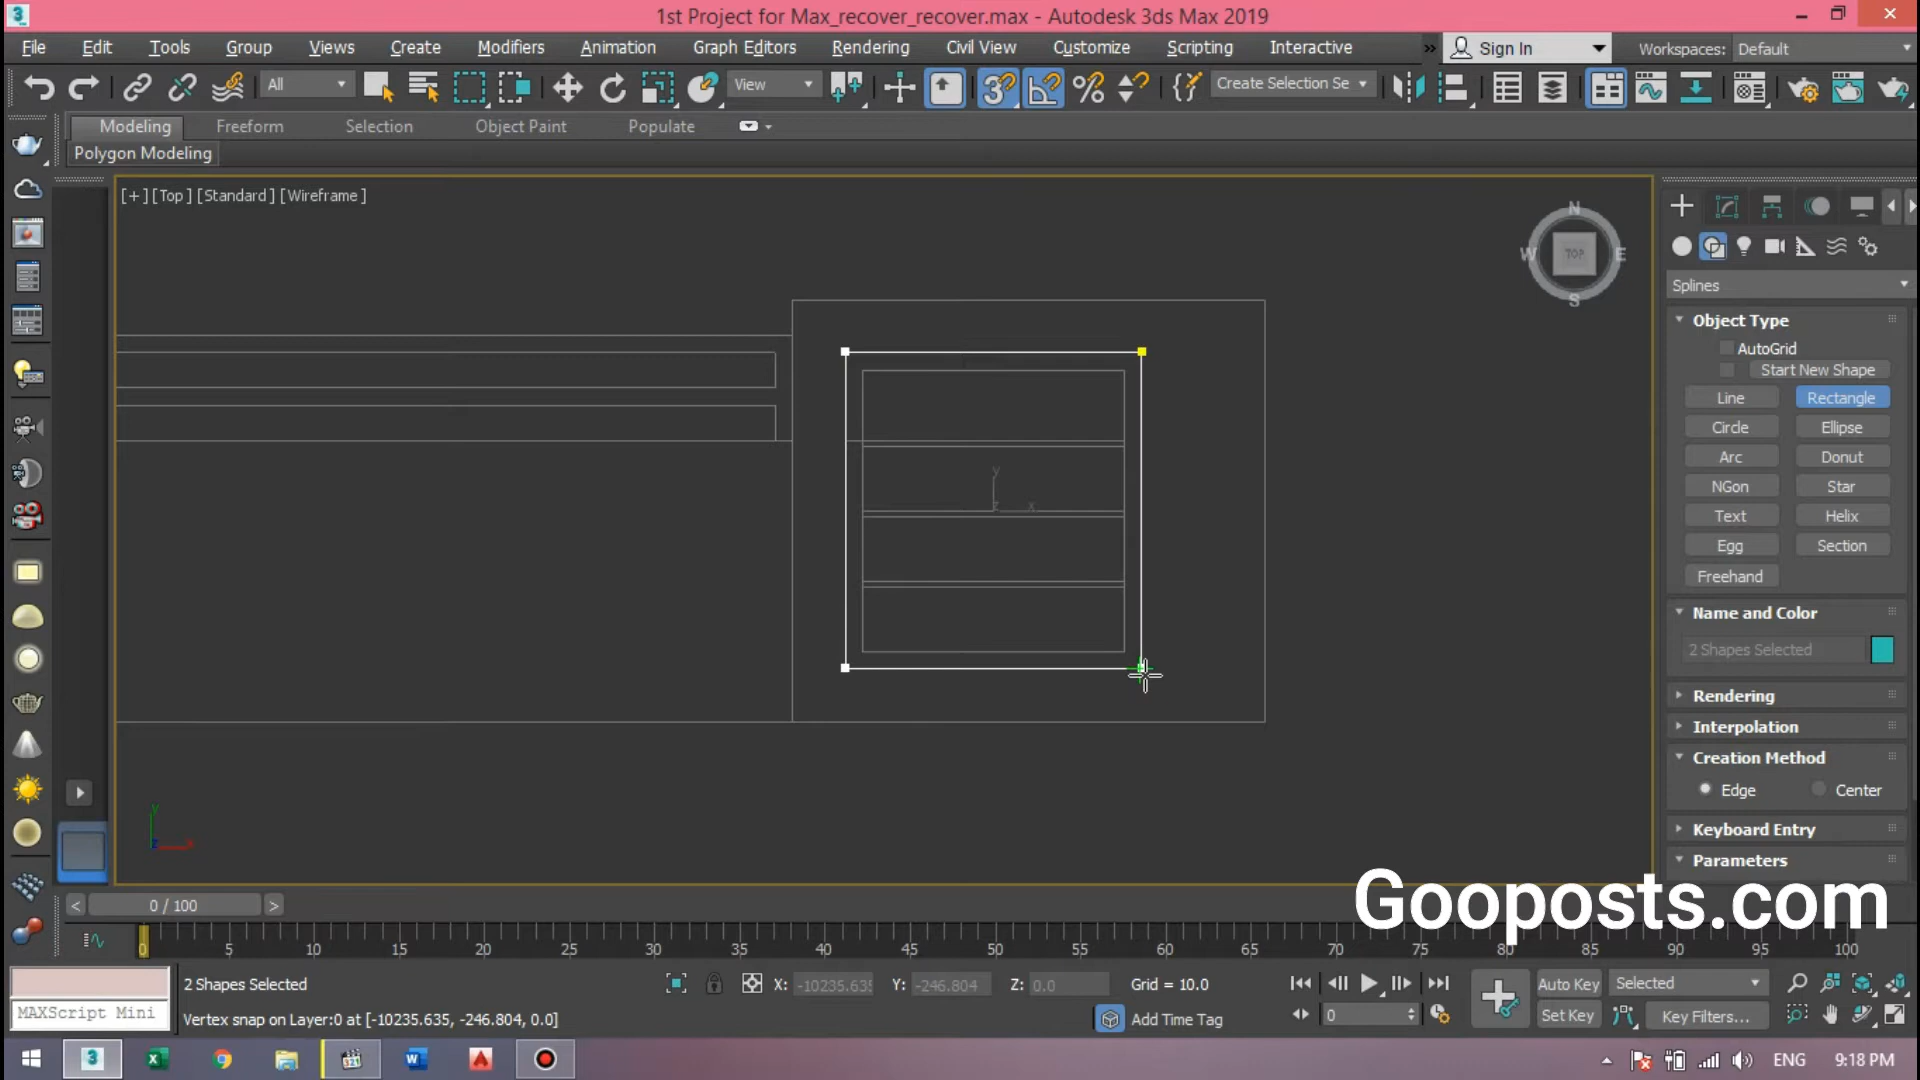 1st Project for Max_recover_recover.max - Autodesk 3ds Max 2019
File Edit Tools Group Views Create Modifiers Animation Graph Editors Rendering Civil View Customize Scripting Interactive » Sign In Workspaces: Default
All View Create Selection Se
Modeling Freeform Selection Object Paint Populate
Polygon Modeling
[+] [Top] [Standard] [Wireframe]
N
W TOP E
S
Splines
Object Type
AutoGrid
Start New Shape
Line Rectangle
Circle Ellipse
Arc Donut
NGon Star
Text Helix
Egg Section
Freehand
Name and Color
2 Shapes Selected
Rendering
Interpolation
Creation Method
Edge Center
Keyboard Entry
Parameters
y
z x
y
z x
Gooposts.com
< 0 / 100 >
0 5 10 15 20 25 30 35 40 45 50 55 60 65 70 75 80 85 90 95 100
2 Shapes Selected X: -10235.635 Y: -246.804 Z: 0.0 Grid = 10.0 Auto Key Selected
MAXScript Mini
Vertex snap on Layer:0 at [-10235.635, -246.804, 0.0] Add Time Tag 0 Set Key Key Filters...
ENG 9:18 PM